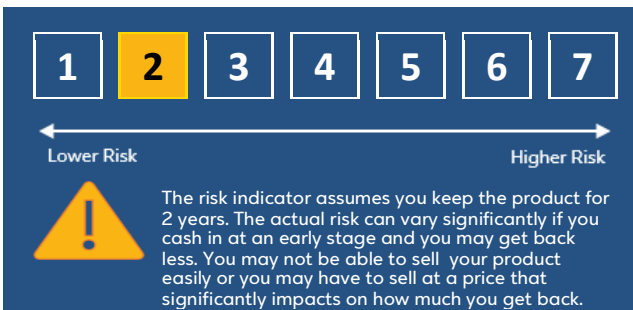 1 2 3 4 5 6 7
Lower Risk Higher Risk
!
The risk indicator assumes you keep the product for
2 years. The actual risk can vary significantly if you
cash in at an early stage and you may get back
less. You may not be able to sell your product
easily or you may have to sell at a price that
significantly impacts on how much you get back.